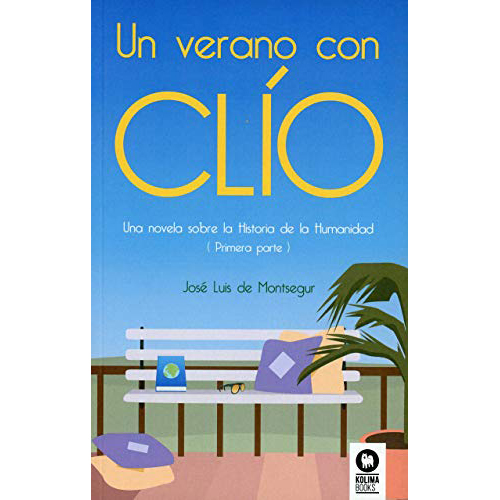 Un verano con
CLÍO
Una novela sobre la Historia de la Humanidad
( Primera parte )
José Luis de Montsegur
KOLIMA
BOOKS